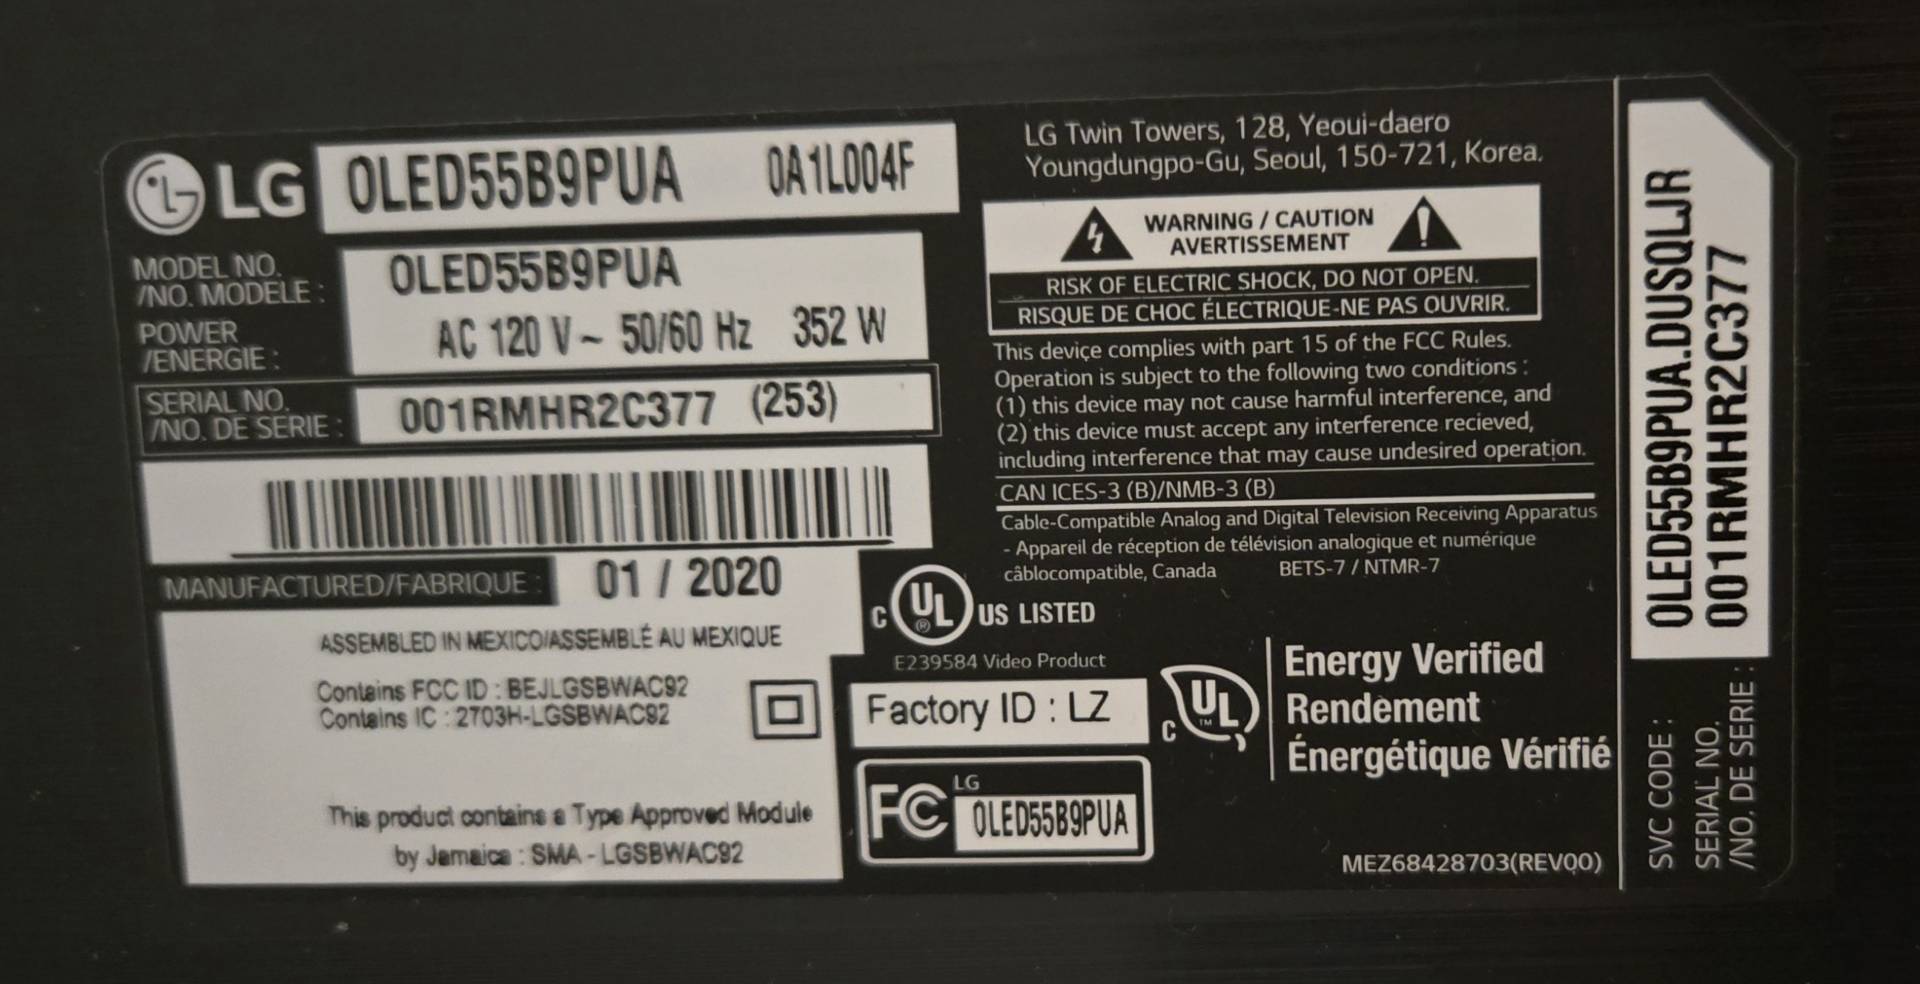 LG OLED55B9PUA 0A1L004F
MODEL NO.
/NO. MODELE : OLED55B9PUA
POWER
/ENERGIE : AC 120 V ~ 50/60 Hz 352 W
SERIAL NO.
/NO. DE SERIE : 001RMHR2C377 (253)
MANUFACTURED/FABRIQUE : 01 / 2020
ASSEMBLED IN MEXICO/ASSEMBLÉ AU MEXIQUE
Contains FCC ID : BEJLGSBWAC92
Contains IC : 2703H-LGSBWAC92
This product contains a Type Approved Module
by Jamaica : SMA - LGSBWAC92
LG Twin Towers, 128, Yeoui-daero
Youngdungpo-Gu, Seoul, 150-721, Korea.
WARNING / CAUTION
AVERTISSEMENT
RISK OF ELECTRIC SHOCK, DO NOT OPEN.
RISQUE DE CHOC ÉLECTRIQUE-NE PAS OUVRIR.
This device complies with part 15 of the FCC Rules.
Operation is subject to the following two conditions :
(1) this device may not cause harmful interference, and
(2) this device must accept any interference recieved,
including interference that may cause undesired operation.
CAN ICES-3 (B)/NMB-3 (B)
Cable-Compatible Analog and Digital Television Receiving Apparatus
- Appareil de réception de télévision analogique et numérique
câblocompatible, Canada BETS-7 / NTMR-7
C UL ® US LISTED
E239584 Video Product
Factory ID : LZ
FC LG
OLED55B9PUA
C UL ™
Energy Verified
Rendement
Énergétique Vérifié
MEZ68428703(REV00)
SVC CODE : OLED55B9PUA.DUSQLJR
SERIAL NO.
/NO. DE SERIE : 001RMHR2C377